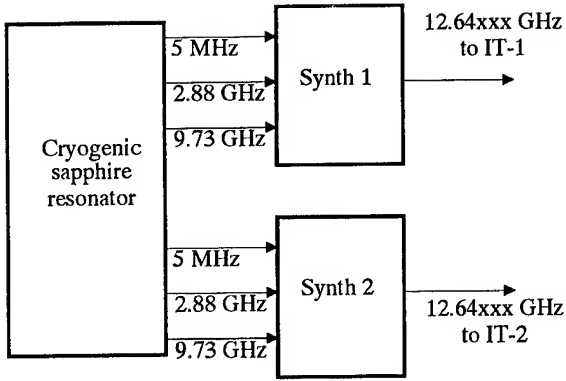 12.64xxx GHz
to IT-1
5 MHz
2.88 GHz
Synth 1
9.73 GHz
Cryogenic
sapphire
resonator
5 MHz
2.88 GHz
Synth 2
9.73 GHz
12.64xxx GHz
to IT-2